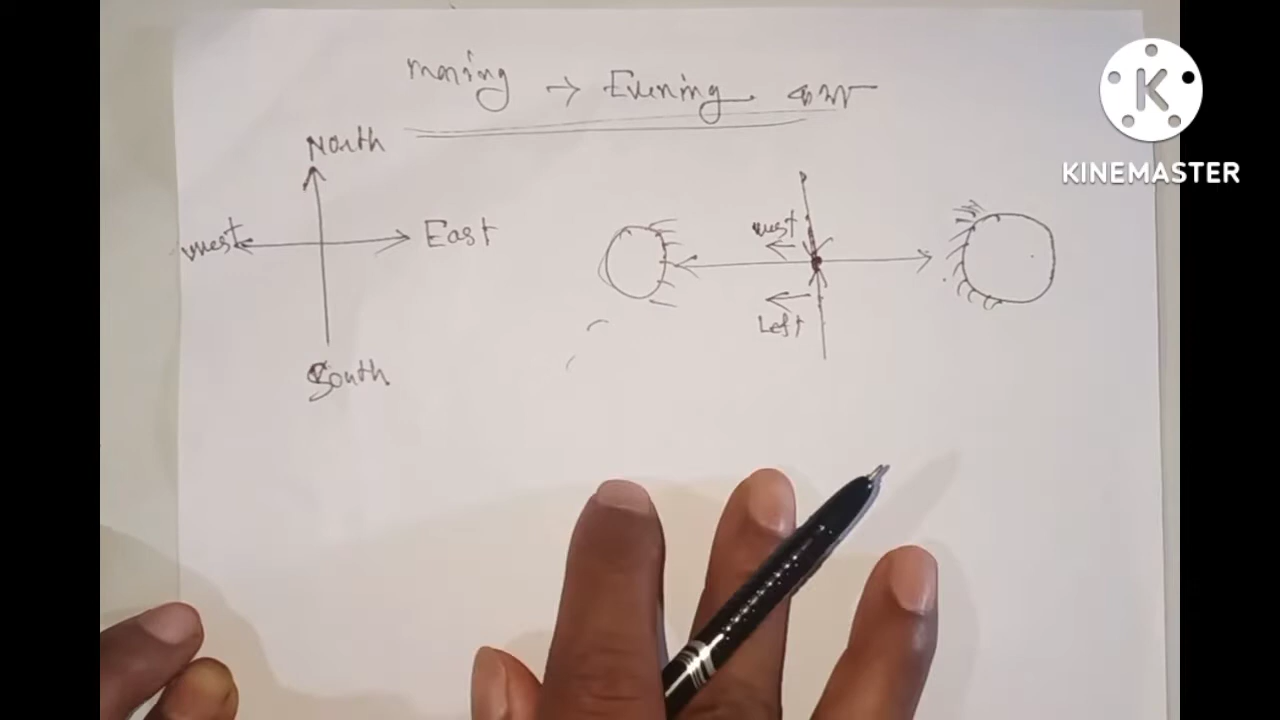 Moning → Evening
North
West East
South
West
Left
KINEMASTER